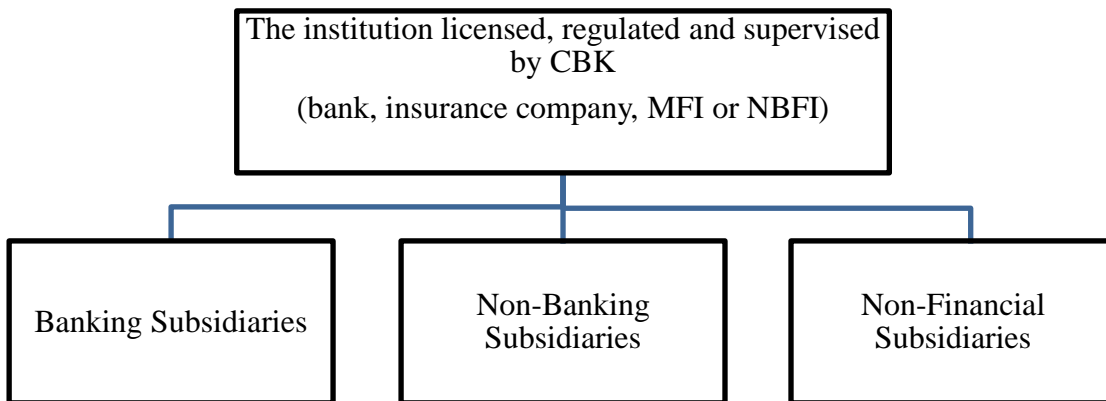 The institution licensed, regulated and supervised
by CBK
(bank, insurance company, MFI or NBFI)
Banking Subsidiaries
Non-Banking
Subsidiaries
Non-Financial
Subsidiaries